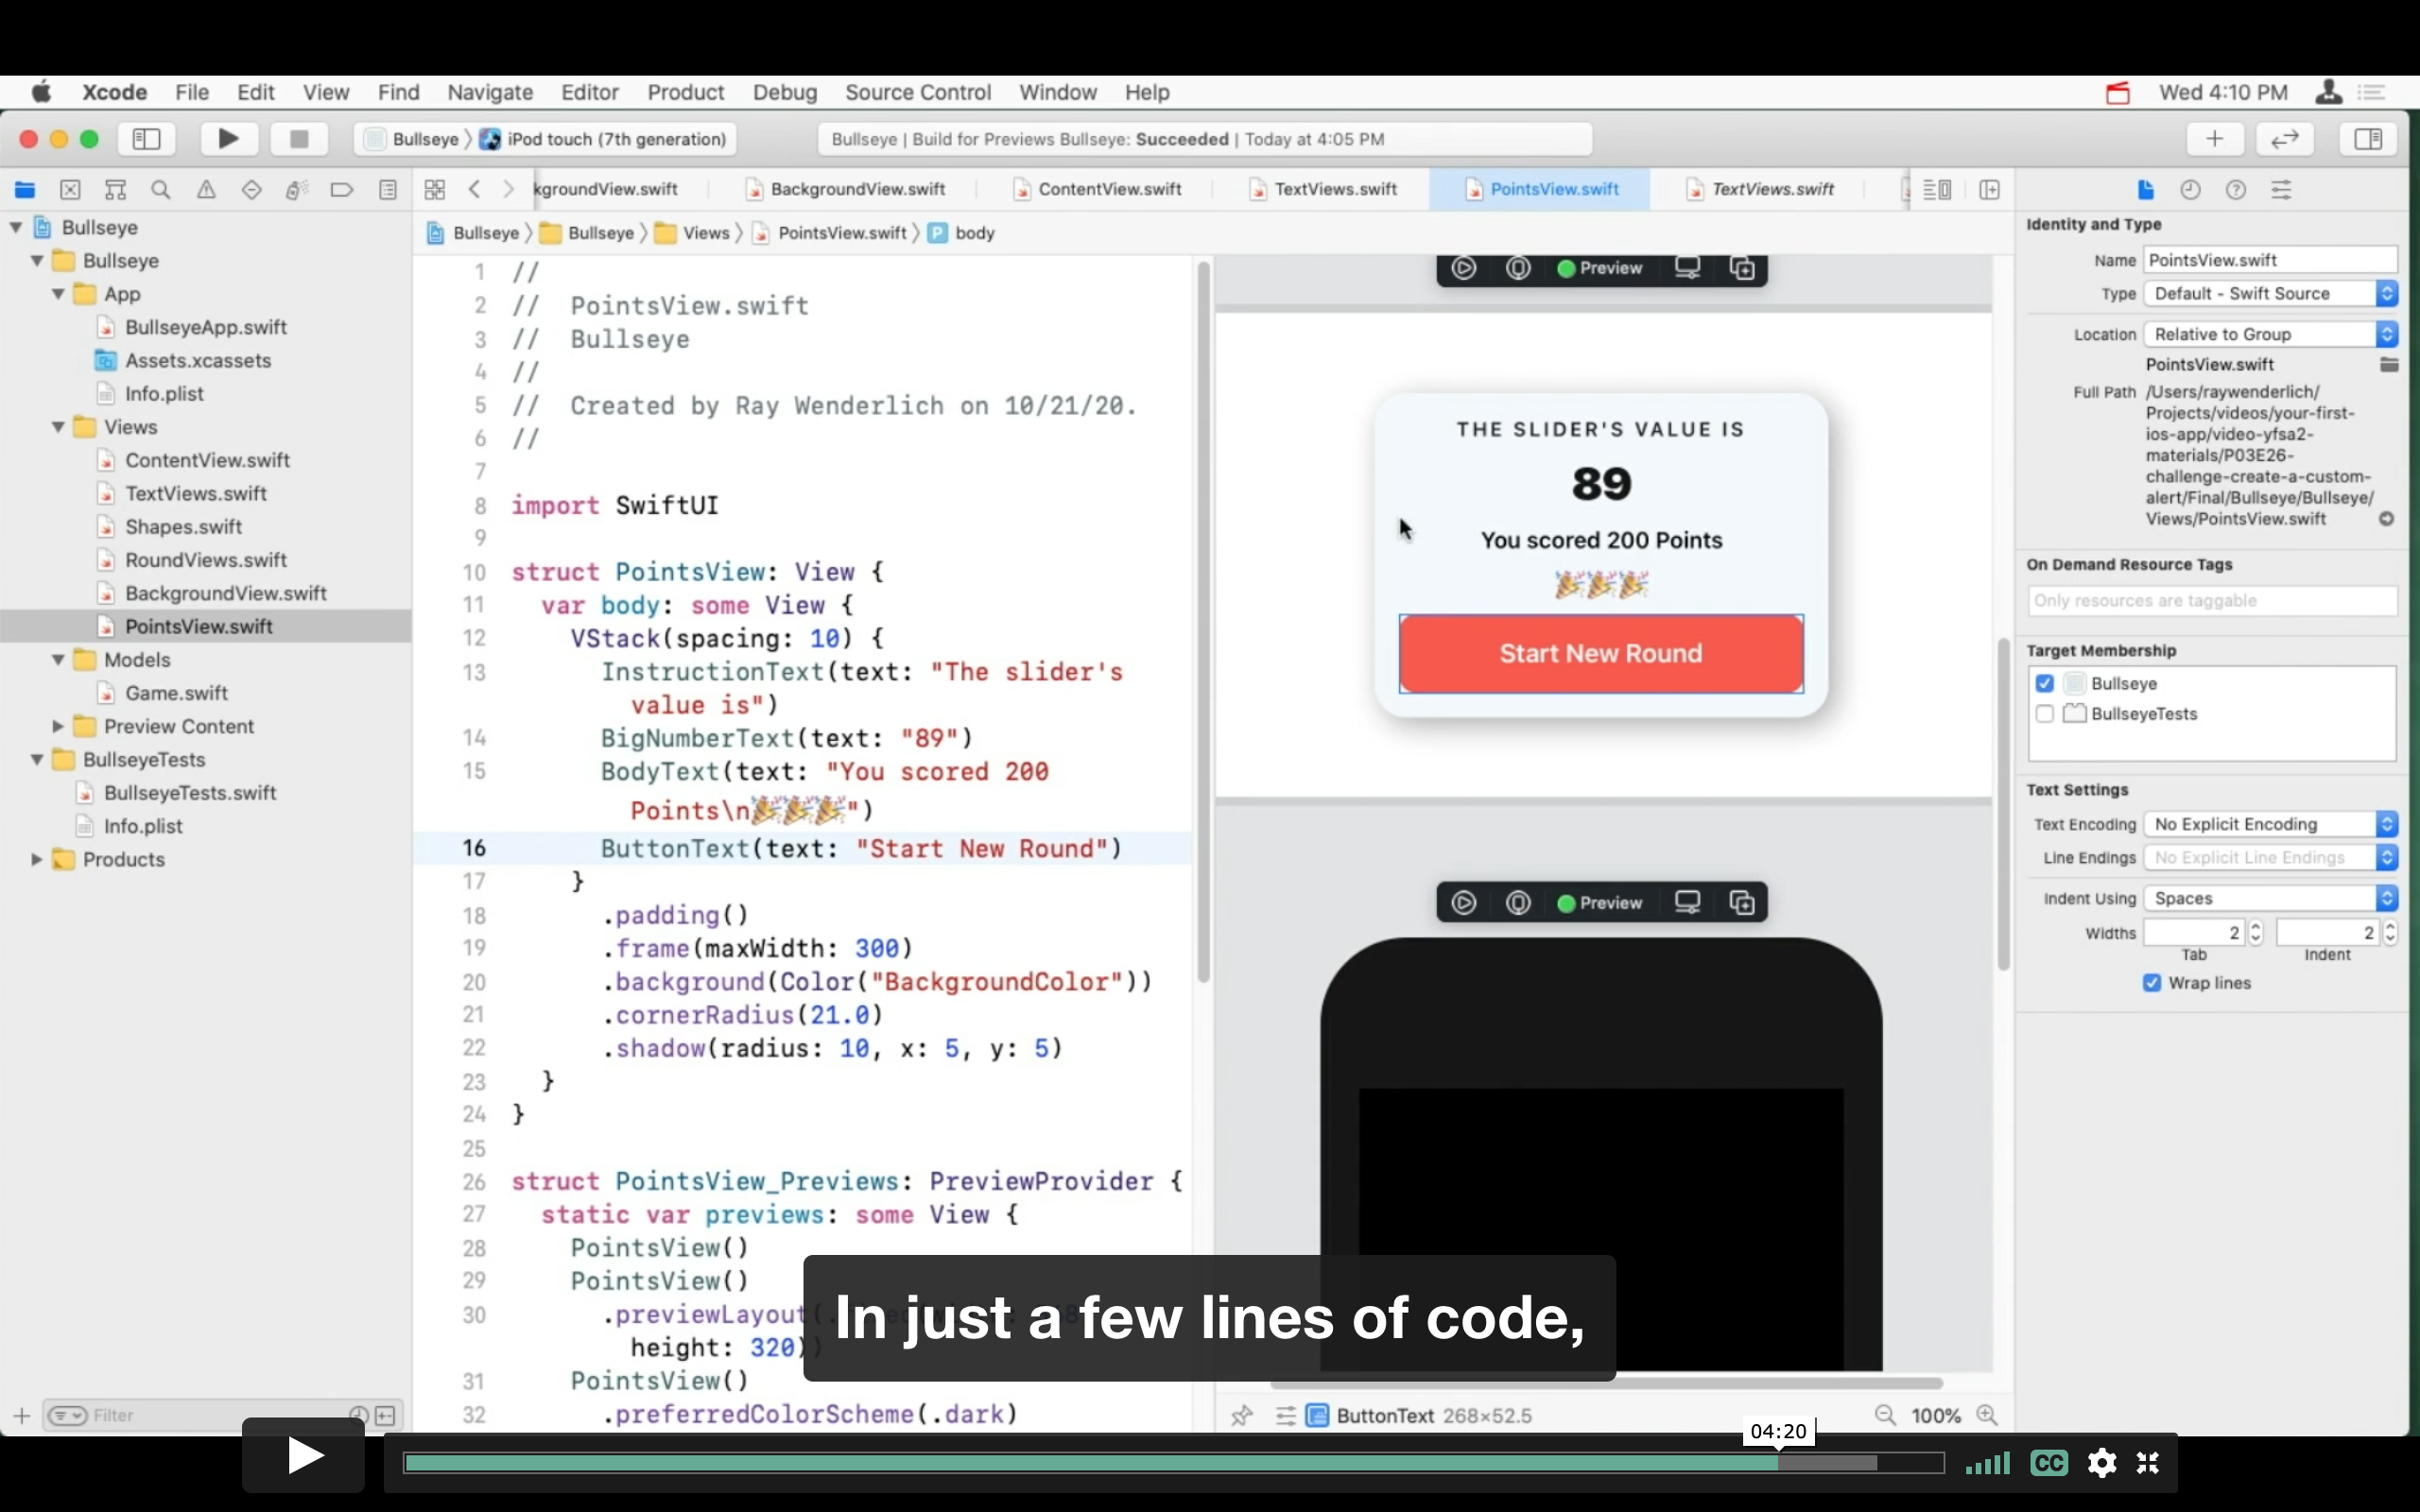 Xcode File Edit View Find Navigate Editor Product Debug Source Control Window Help Wed 4:10 PM
Bullseye 〉 iPod touch (7th generation)
Bullseye | Build for Previews Bullseye: Succeeded | Today at 4:05 PM
kgroundView.swift BackgroundView.swift ContentView.swift TextViews.swift PointsView.swift TextViews.swift
Bullseye 〉 Bullseye 〉 Views 〉 PointsView.swift 〉 P body
Bullseye
Bullseye
App
BullseyeApp.swift
Assets.xcassets
Info.plist
Views
ContentView.swift
TextViews.swift
Shapes.swift
RoundViews.swift
BackgroundView.swift
PointsView.swift
Models
Game.swift
Preview Content
BullseyeTests
BullseyeTests.swift
Info.plist
Products
Filter
1 //
2 //  PointsView.swift
3 //  Bullseye
4 //
5 //  Created by Ray Wenderlich on 10/21/20.
6 //
7
8 import SwiftUI
9
10 struct PointsView: View {
11   var body: some View {
12     VStack(spacing: 10) {
13       InstructionText(text: "The slider's
value is")
14       BigNumberText(text: "89")
15       BodyText(text: "You scored 200
Points\n🎉🎉🎉")
16       ButtonText(text: "Start New Round")
17     }
18       .padding()
19       .frame(maxWidth: 300)
20       .background(Color("BackgroundColor"))
21       .cornerRadius(21.0)
22       .shadow(radius: 10, x: 5, y: 5)
23   }
24 }
25
26 struct PointsView_Previews: PreviewProvider {
27   static var previews: some View {
28     PointsView()
29     PointsView()
30       .previewLayout(
height: 320))
31     PointsView()
32       .preferredColorScheme(.dark)
Preview
THE SLIDER'S VALUE IS
89
You scored 200 Points
🎉🎉🎉
Start New Round
Preview
ButtonText 268×52.5
100%
Identity and Type
Name PointsView.swift
Type Default - Swift Source
Location Relative to Group
PointsView.swift
Full Path /Users/raywenderlich/
Projects/videos/your-first-
ios-app/video-yfsa2-
materials/P03E26-
challenge-create-a-custom-
alert/Final/Bullseye/Bullseye/
Views/PointsView.swift
On Demand Resource Tags
Only resources are taggable
Target Membership
Bullseye
BullseyeTests
Text Settings
Text Encoding No Explicit Encoding
Line Endings No Explicit Line Endings
Indent Using Spaces
Widths 2 2
Tab Indent
Wrap lines
In just a few lines of code,
04:20
CC